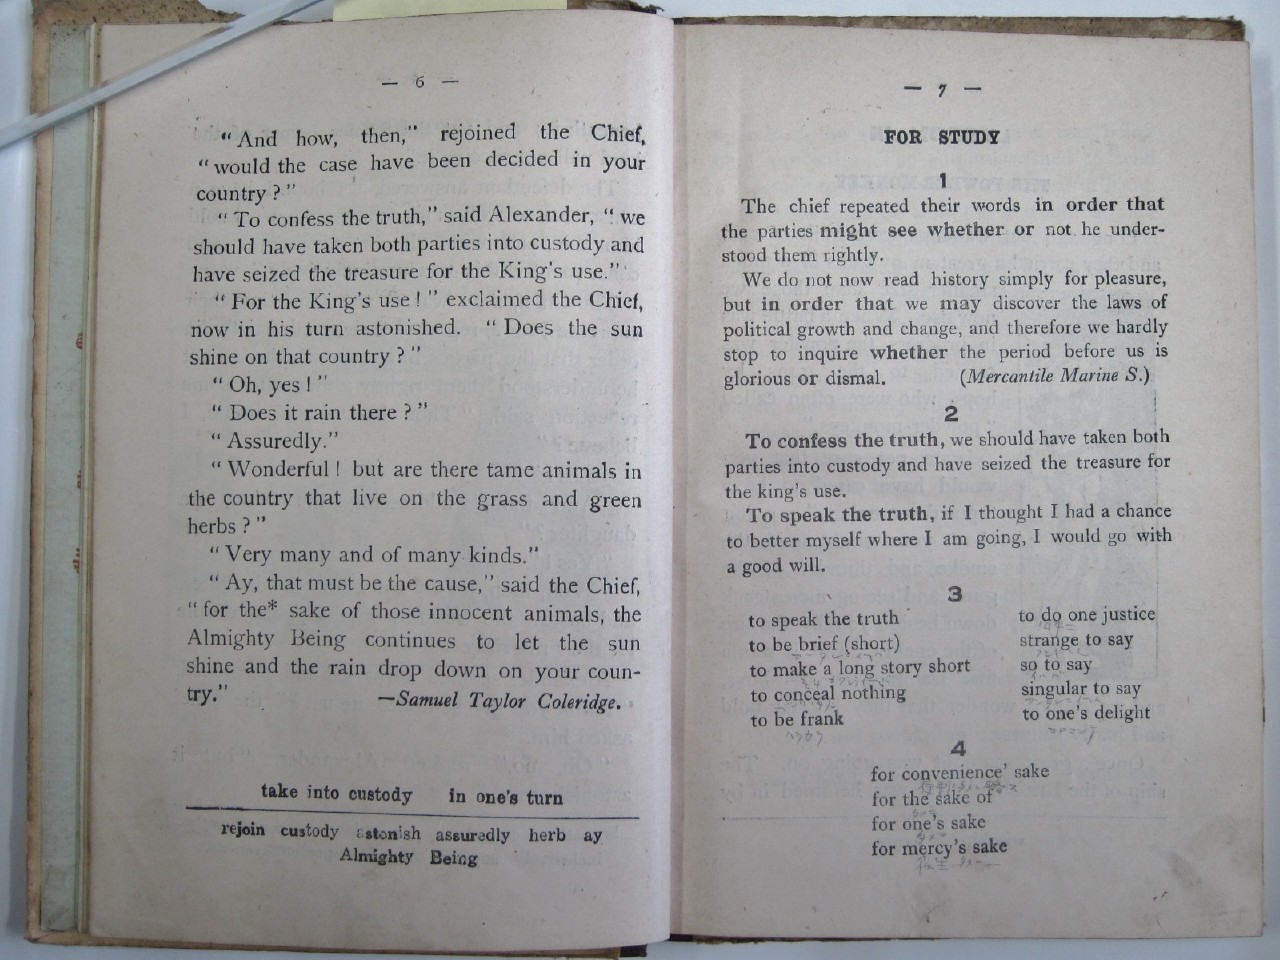 — 6 —
“And how, then,” rejoined the Chief,
“would the case have been decided in your
country ?”
“To confess the truth,” said Alexander, “we
should have taken both parties into custody and
have seized the treasure for the King's use.”
“For the King's use !” exclaimed the Chief,
now in his turn astonished. “Does the sun
shine on that country ?”
“Oh, yes !”
“Does it rain there ?”
“Assuredly.”
“Wonderful ! but are there tame animals in
the country that live on the grass and green
herbs ?”
“Very many and of many kinds.”
“Ay, that must be the cause,” said the Chief,
“for the* sake of those innocent animals, the
Almighty Being continues to let the sun
shine and the rain drop down on your coun-
try.” —Samuel Taylor Coleridge.
take into custody in one's turn
rejoin custody astonish assuredly herb ay
Almighty Being
— 7 —
FOR STUDY
1
The chief repeated their words in order that
the parties might see whether or not he under-
stood them rightly.
We do not now read history simply for pleasure,
but in order that we may discover the laws of
political growth and change, and therefore we hardly
stop to inquire whether the period before us is
glorious or dismal. (Mercantile Marine S.)
2
To confess the truth, we should have taken both
parties into custody and have seized the treasure for
the king's use.
To speak the truth, if I thought I had a chance
to better myself where I am going, I would go with
a good will.
3
to speak the truth to do one justice
to be brief (short) strange to say
to make a long story short so to say
to conceal nothing singular to say
to be frank to one's delight
4
for convenience' sake
for the sake of
for one's sake
for mercy's sake